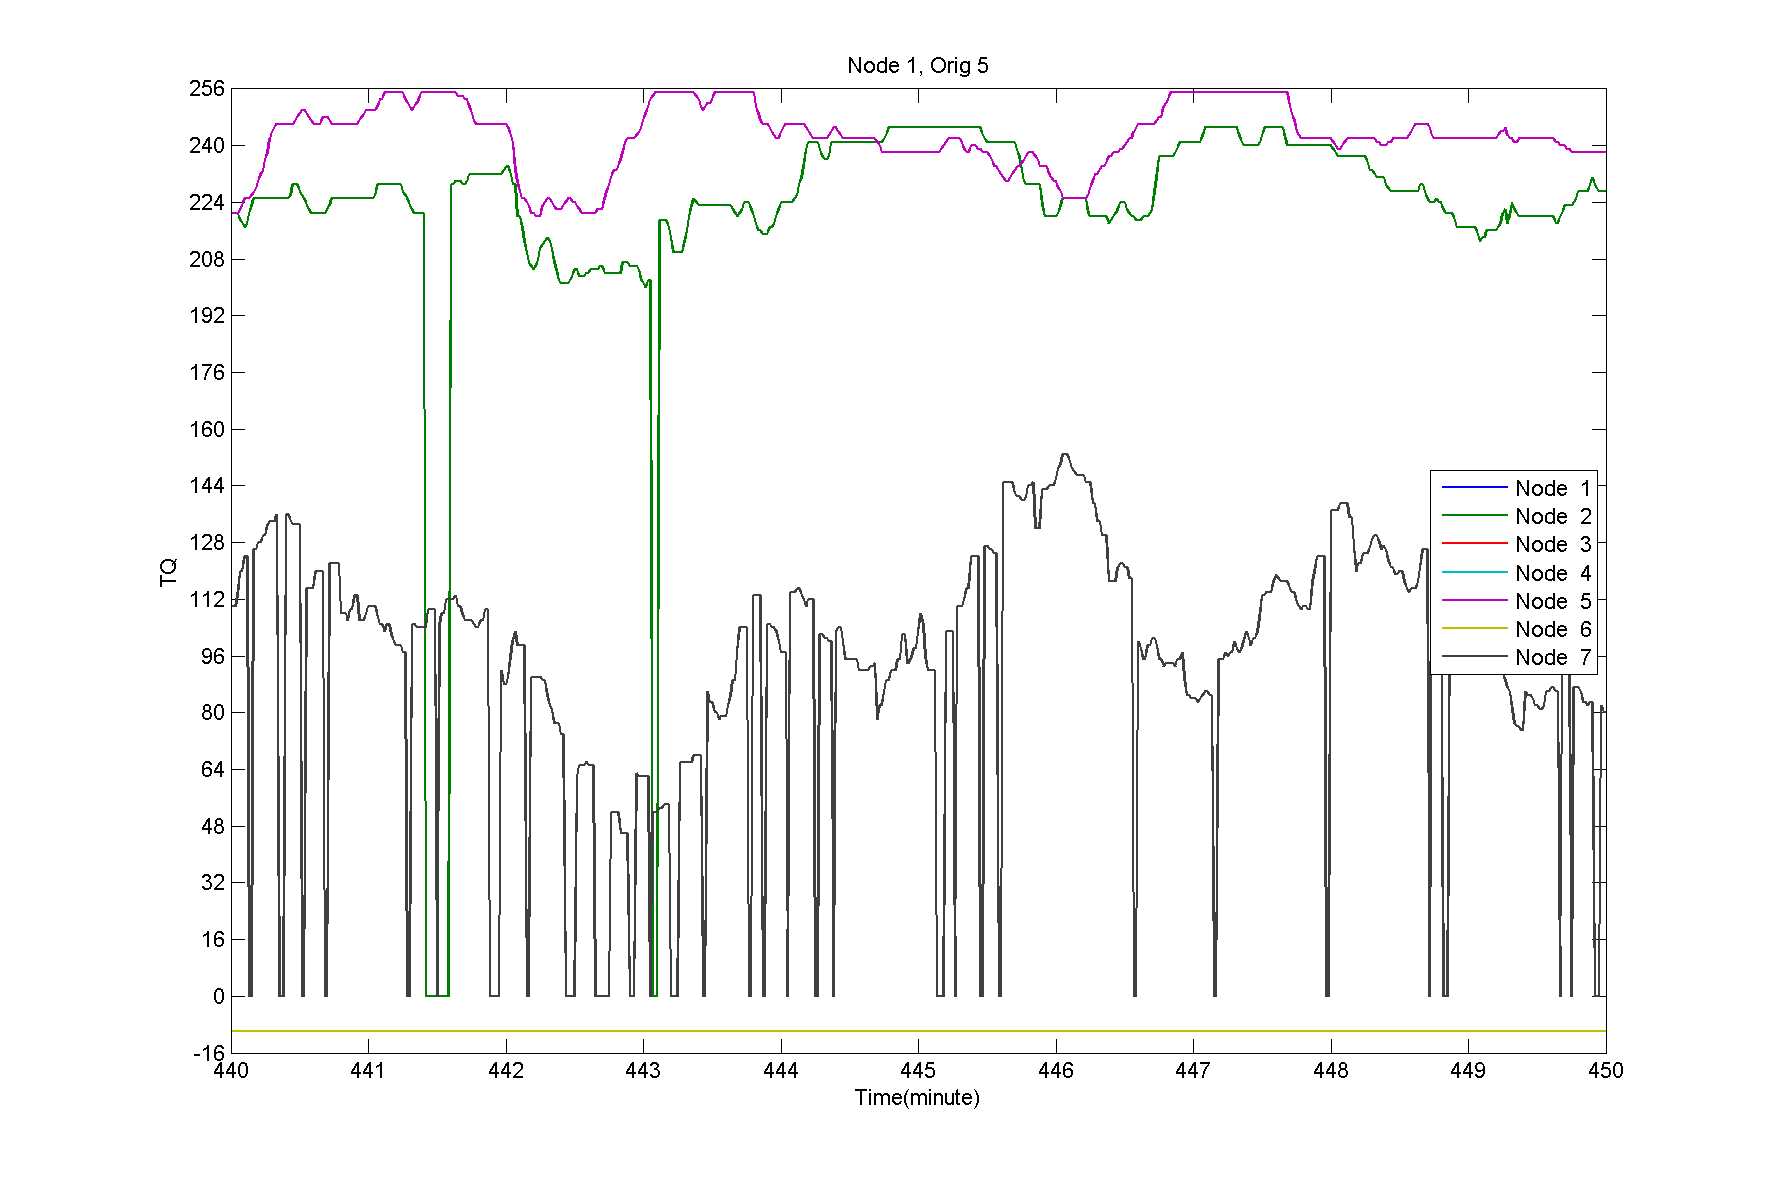 Node 1, Orig 5
256
240
224
208
192
176
160
144
128
112
96
80
64
48
32
16
0
-16
TQ
Node 1
Node 2
Node 3
Node 4
Node 5
Node 6
Node 7
440 441 442 443 444 445 446 447 448 449 450
Time(minute)